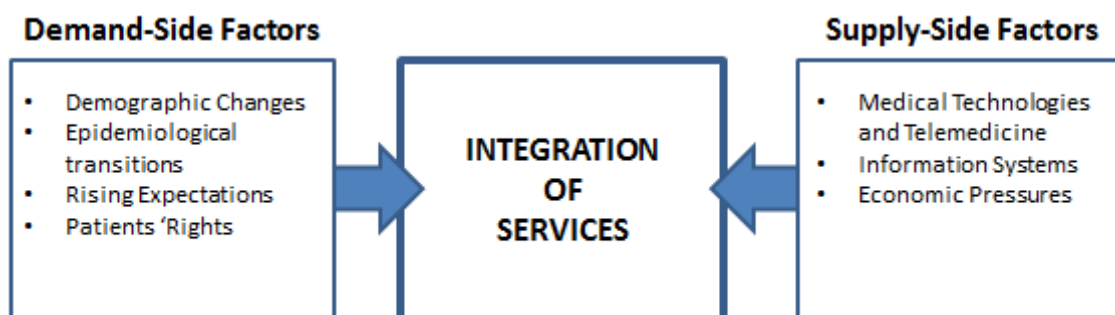 Demand-Side Factors
• Demographic Changes
• Epidemiological
transitions
• Rising Expectations
• Patients ‘Rights
INTEGRATION
OF
SERVICES
Supply-Side Factors
• Medical Technologies
and Telemedicine
• Information Systems
• Economic Pressures